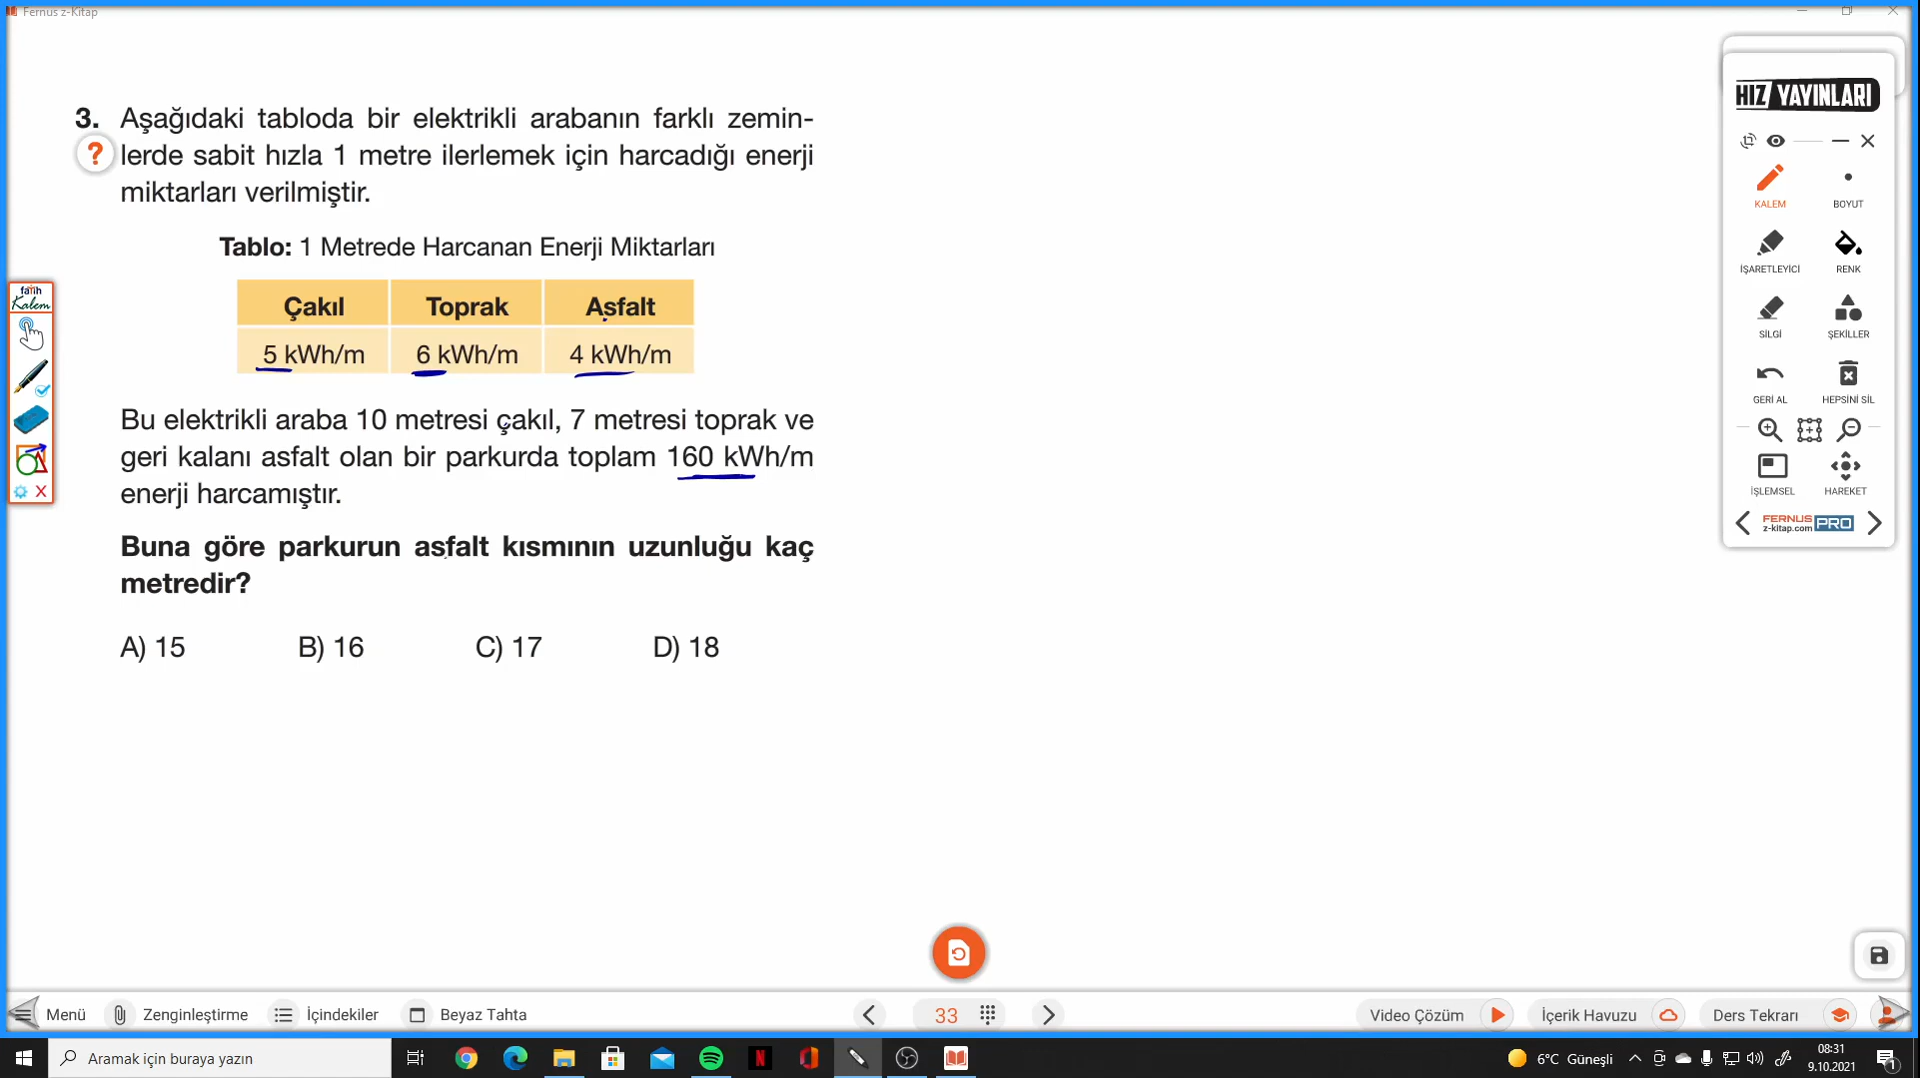 Fernus z-Kitap
3. Aşağıdaki tabloda bir elektrikli arabanın farklı zemin-
? lerde sabit hızla 1 metre ilerlemek için harcadığı enerji
miktarları verilmiştir.
Tablo: 1 Metrede Harcanan Enerji Miktarları
Çakıl Toprak Asfalt
5 kWh/m 6 kWh/m 4 kWh/m
Bu elektrikli araba 10 metresi çakıl, 7 metresi toprak ve
geri kalanı asfalt olan bir parkurda toplam 160 kWh/m
enerji harcamıştır.
Buna göre parkurun asfalt kısmının uzunluğu kaç
metredir?
A) 15 B) 16 C) 17 D) 18
fatih
Kalem
X
HIZ YAYINLARI
KALEM BOYUT
İŞARETLEYİCİ RENK
SİLGİ ŞEKİLLER
GERİ AL HEPSİNİ SİL
İŞLEMSEL HAREKET
FERNUS
z-kitap.com PRO
Menü Zenginleştirme İçindekiler Beyaz Tahta 33 Video Çözüm İçerik Havuzu Ders Tekrarı
Aramak için buraya yazın
N
6°C Güneşli
08:31
9.10.2021
1